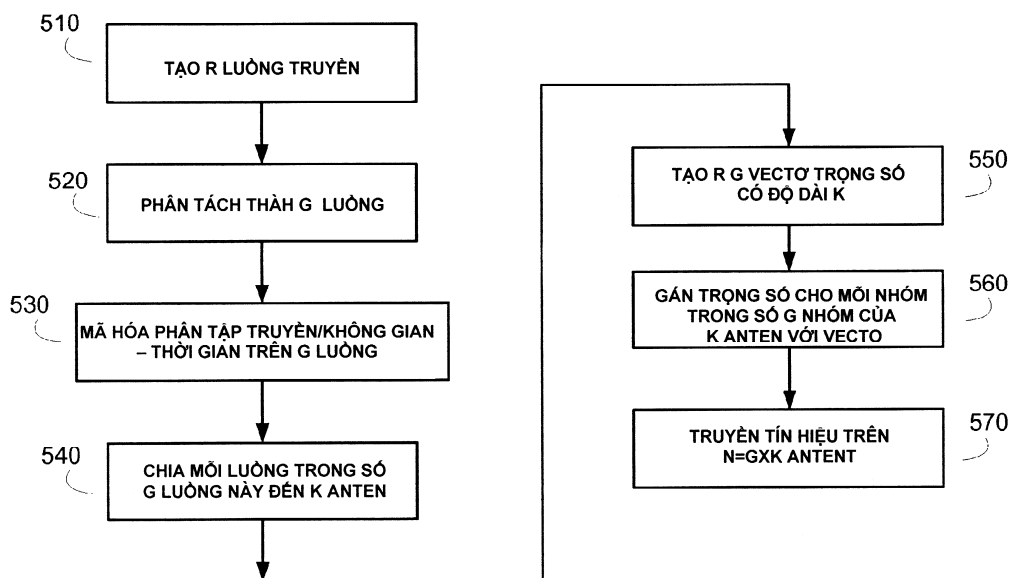 510
TẠO R LUỒNG TRUYỀN
520
PHÂN TÁCH THÀH G LUỒNG
530
MÃ HÓA PHÂN TẬP TRUYỀN/KHÔNG GIAN
– THỜI GIAN TRÊN G LUỒNG
540
CHIA MỖI LUỒNG TRONG SỐ
G LUỒNG NÀY ĐẾN K ANTEN
550
TẠO R G VECTƠ TRỌNG SỐ
CÓ ĐỘ DÀI K
560
GÁN TRỌNG SỐ CHO MỖI NHÓM
TRONG SỐ G NHÓM CỦA
K ANTEN VỚI VECTO
570
TRUYỀN TÍN HIỆU TRÊN
N=GXK ANTENT